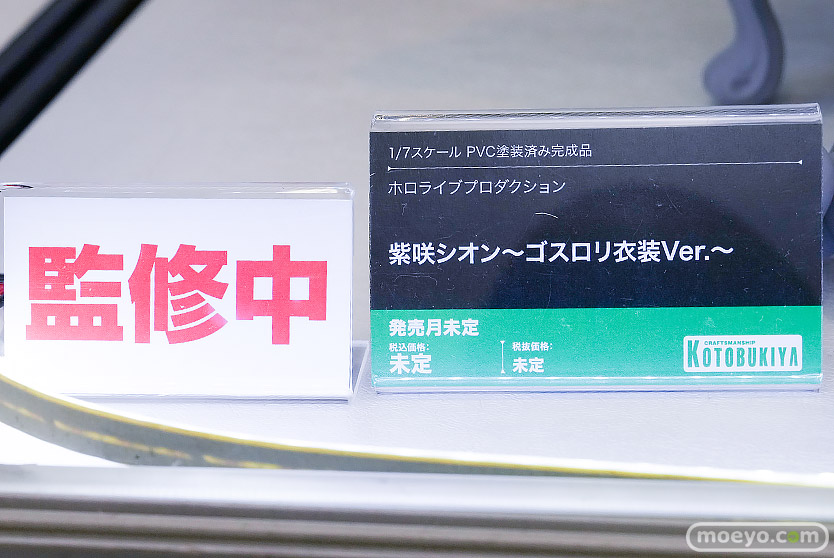 監修中
1/7スケール PVC塗装済み完成品
ホロライブプロダクション
紫咲シオン～ゴスロリ衣装Ver.～
発売月未定
税込価格:
未定
税抜価格:
未定
CRAFTSMANSHIP
KOTOBUKIYA
moeyo.com